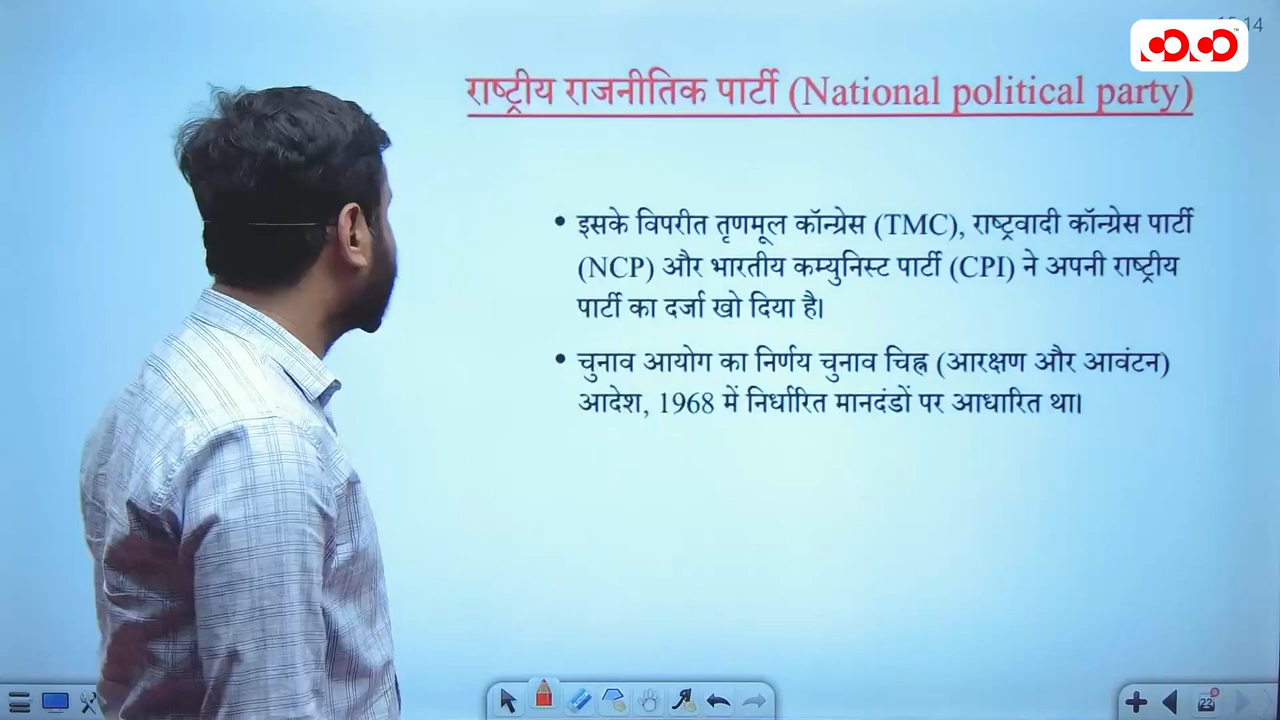 राष्ट्रीय राजनीतिक पार्टी (National political party)
• इसके विपरीत तृणमूल कॉन्ग्रेस (TMC), राष्ट्रवादी कॉन्ग्रेस पार्टी
(NCP) और भारतीय कम्युनिस्ट पार्टी (CPI) ने अपनी राष्ट्रीय
पार्टी का दर्जा खो दिया है।
• चुनाव आयोग का निर्णय चुनाव चिह्न (आरक्षण और आवंटन)
आदेश, 1968 में निर्धारित मानदंडों पर आधारित था।
22